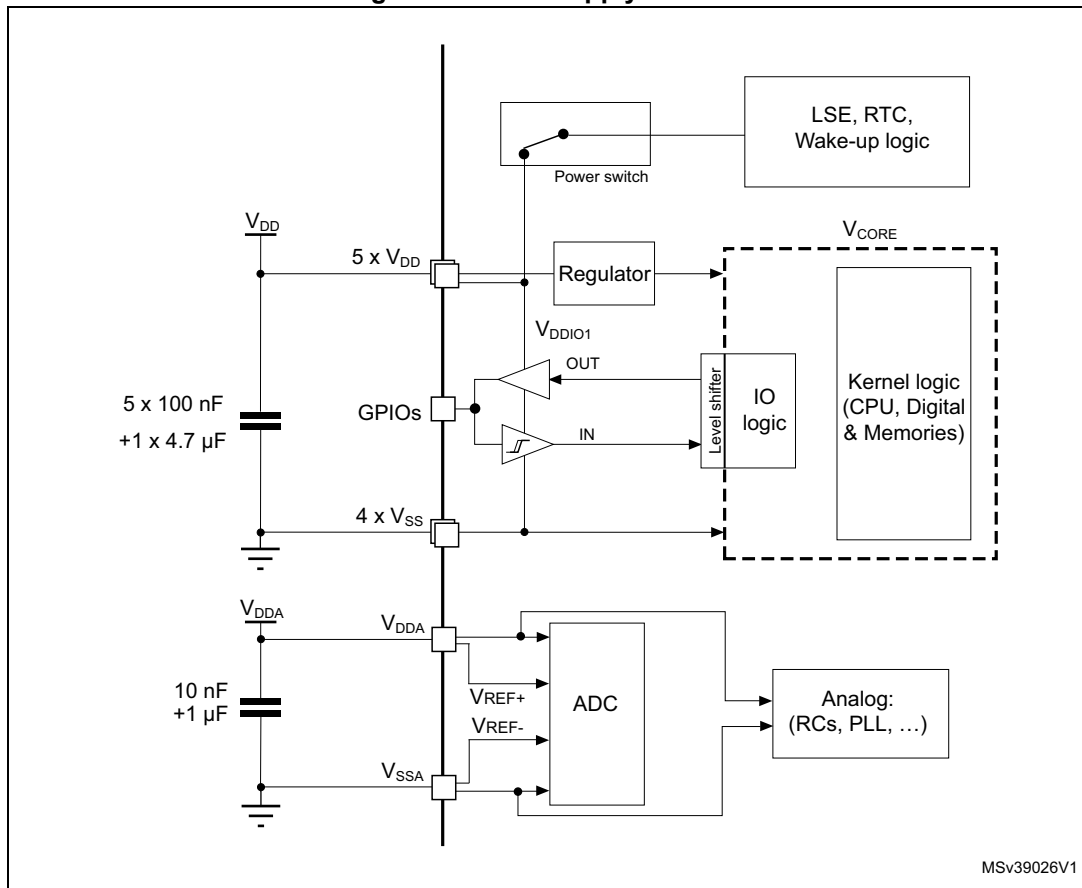 LSE, RTC,
Wake-up logic
Power switch
VDD
VCORE
5 x VDD
Regulator
VDDIO1
OUT
5 x 100 nF
+1 x 4.7 μF
GPIOs
Level shifter
IO
logic
Kernel logic
(CPU, Digital
& Memories)
IN
4 x VSS
VDDA
VDDA
10 nF
+1 μF
VREF+
VREF-
ADC
Analog:
(RCs, PLL, …)
VSSA
MSv39026V1